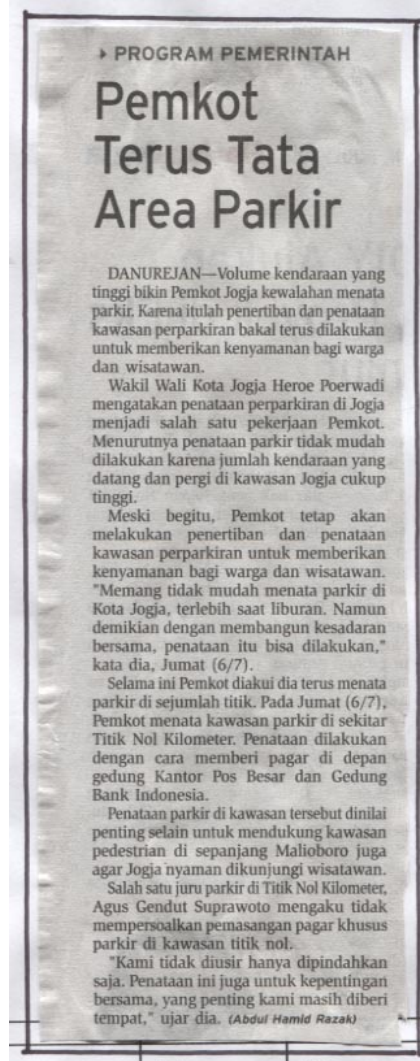 PROGRAM PEMERINTAH
Pemkot
Terus Tata
Area Parkir
DANUREJAN—Volume kendaraan yang
tinggi bikin Pemkot Jogja kewalahan menata
parkir. Karena itulah penertiban dan penataan
kawasan perparkiran bakal terus dilakukan
untuk memberikan kenyamanan bagi warga
dan wisatawan.
Wakil Wali Kota Jogja Heroe Poerwadi
mengatakan penataan perparkiran di Jogja
menjadi salah satu pekerjaan Pemkot.
Menurutnya penataan parkir tidak mudah
dilakukan karena jumlah kendaraan yang
datang dan pergi di kawasan Jogja cukup
tinggi.
Meski begitu, Pemkot tetap akan
melakukan penertiban dan penataan
kawasan perparkiran untuk memberikan
kenyamanan bagi warga dan wisatawan.
"Memang tidak mudah menata parkir di
Kota Jogja, terlebih saat liburan. Namun
demikian dengan membangun kesadaran
bersama, penataan itu bisa dilakukan,"
kata dia, Jumat (6/7).
Selama ini Pemkot diakui dia terus menata
parkir di sejumlah titik. Pada Jumat (6/7),
Pemkot menata kawasan parkir di sekitar
Titik Nol Kilometer. Penataan dilakukan
dengan cara memberi pagar di depan
gedung Kantor Pos Besar dan Gedung
Bank Indonesia.
Penataan parkir di kawasan tersebut dinilai
penting selain untuk mendukung kawasan
pedestrian di sepanjang Malioboro juga
agar Jogja nyaman dikunjungi wisatawan.
Salah satu juru parkir di Titik Nol Kilometer,
Agus Gendut Suprawoto mengaku tidak
mempersoalkan pemasangan pagar khusus
parkir di kawasan titik nol.
"Kami tidak diusir hanya dipindahkan
saja. Penataan ini juga untuk kepentingan
bersama, yang penting kami masih diberi
tempat," ujar dia. (Abdul Hamid Razak)